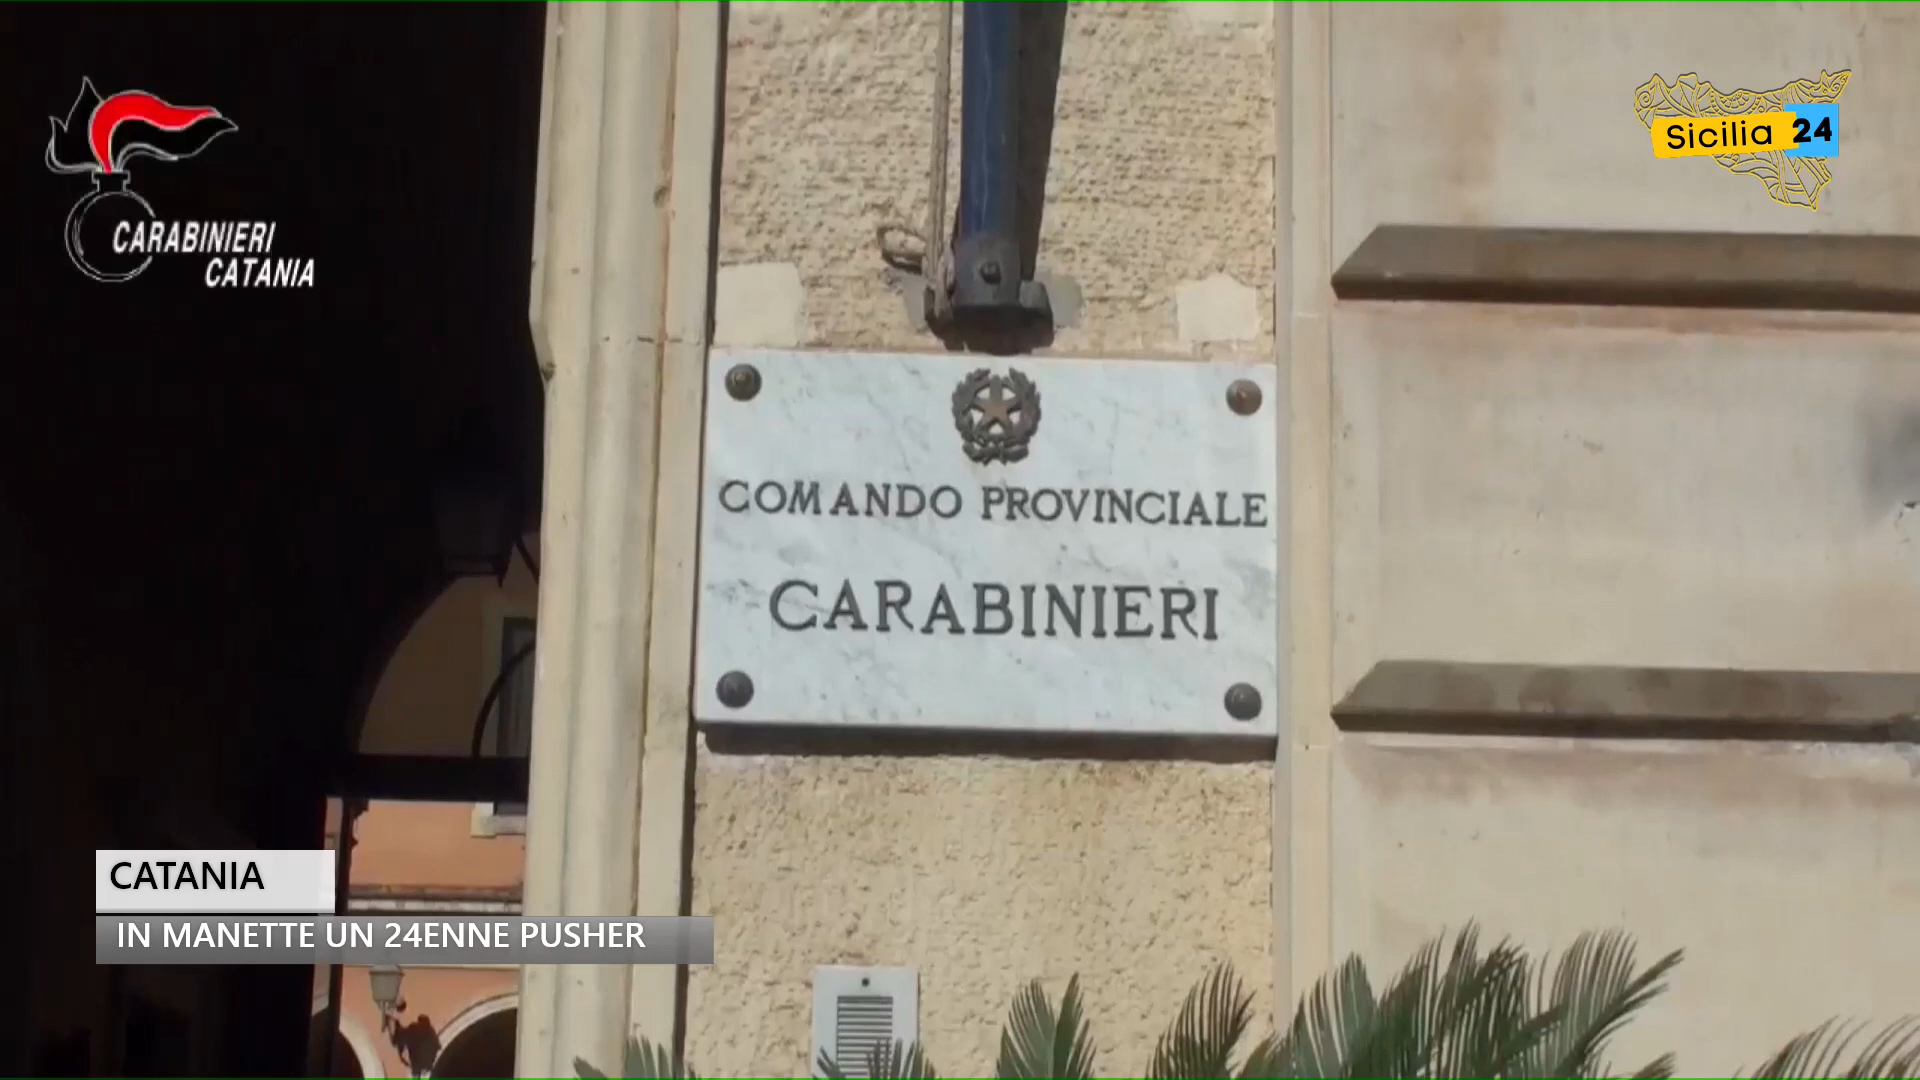 CARABINIERI
CATANIA
Sicilia 24
COMANDO PROVINCIALE
CARABINIERI
CATANIA
IN MANETTE UN 24ENNE PUSHER